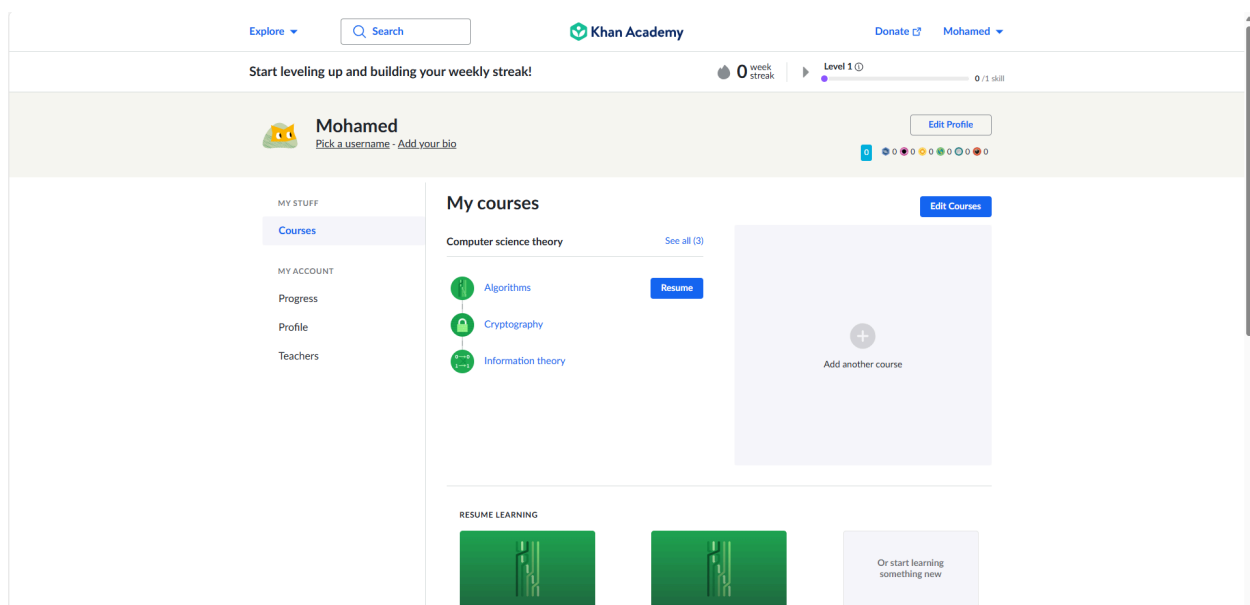 Explore
Search
Khan Academy
Donate
Mohamed
Start leveling up and building your weekly streak!
0 week streak
Level 1
0 /1 skill
Mohamed
Pick a username · Add your bio
Edit Profile
0
0 0 0 0 0 0
MY STUFF
Courses
MY ACCOUNT
Progress
Profile
Teachers
My courses
Edit Courses
Computer science theory
See all (3)
Algorithms
Resume
Cryptography
Information theory
Add another course
RESUME LEARNING
Or start learning
something new